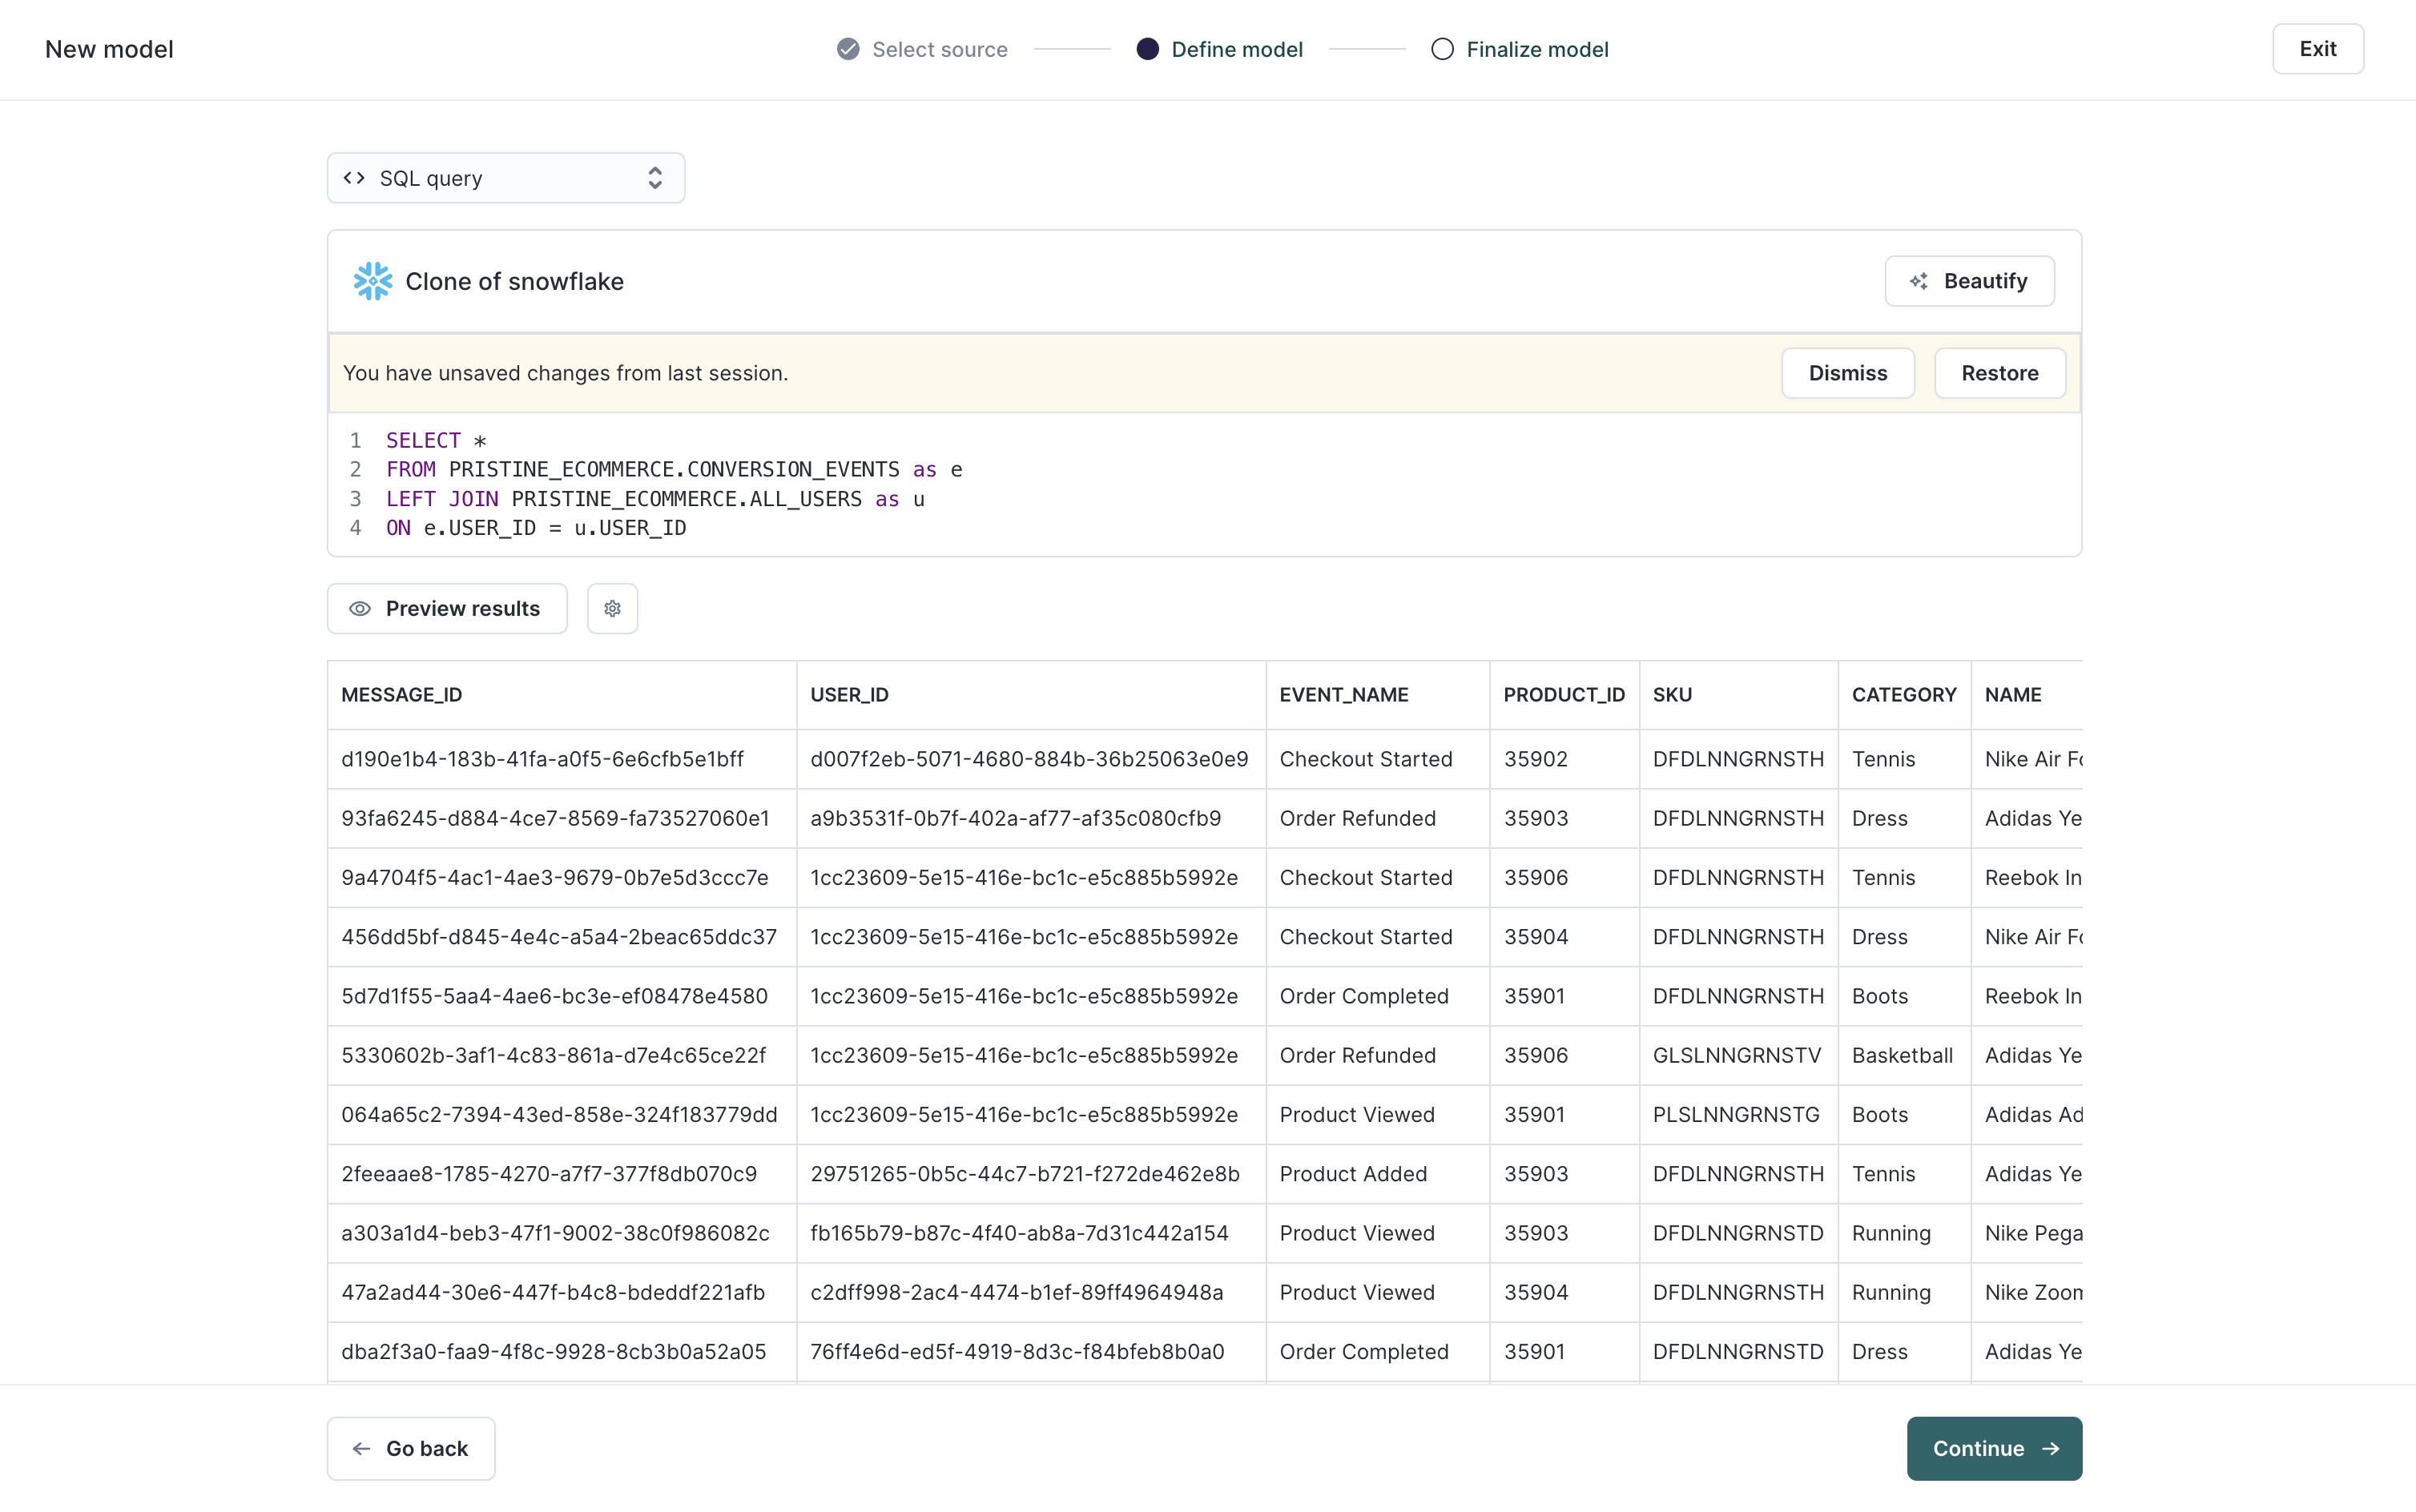 New model
Select source
Define model
Finalize model
Exit
SQL query
Clone of snowflake
Beautify
You have unsaved changes from last session.
Dismiss
Restore
1 SELECT *
2 FROM PRISTINE_ECOMMERCE.CONVERSION_EVENTS as e
3 LEFT JOIN PRISTINE_ECOMMERCE.ALL_USERS as u
4 ON e.USER_ID = u.USER_ID
Preview results
MESSAGE_ID USER_ID EVENT_NAME PRODUCT_ID SKU CATEGORY NAME
d190e1b4-183b-41fa-a0f5-6e6cfb5e1bff d007f2eb-5071-4680-884b-36b25063e0e9 Checkout Started 35902 DFDLNNGRNSTH Tennis Nike Air Fo
93fa6245-d884-4ce7-8569-fa73527060e1 a9b3531f-0b7f-402a-af77-af35c080cfb9 Order Refunded 35903 DFDLNNGRNSTH Dress Adidas Ye
9a4704f5-4ac1-4ae3-9679-0b7e5d3ccc7e 1cc23609-5e15-416e-bc1c-e5c885b5992e Checkout Started 35906 DFDLNNGRNSTH Tennis Reebok In
456dd5bf-d845-4e4c-a5a4-2beac65ddc37 1cc23609-5e15-416e-bc1c-e5c885b5992e Checkout Started 35904 DFDLNNGRNSTH Dress Nike Air Fo
5d7d1f55-5aa4-4ae6-bc3e-ef08478e4580 1cc23609-5e15-416e-bc1c-e5c885b5992e Order Completed 35901 DFDLNNGRNSTH Boots Reebok In
5330602b-3af1-4c83-861a-d7e4c65ce22f 1cc23609-5e15-416e-bc1c-e5c885b5992e Order Refunded 35906 GLSLNNGRNSTV Basketball Adidas Ye
064a65c2-7394-43ed-858e-324f183779dd 1cc23609-5e15-416e-bc1c-e5c885b5992e Product Viewed 35901 PLSLNNGRNSTG Boots Adidas Ad
2feeaae8-1785-4270-a7f7-377f8db070c9 29751265-0b5c-44c7-b721-f272de462e8b Product Added 35903 DFDLNNGRNSTH Tennis Adidas Ye
a303a1d4-beb3-47f1-9002-38c0f986082c fb165b79-b87c-4f40-ab8a-7d31c442a154 Product Viewed 35903 DFDLNNGRNSTD Running Nike Pega
47a2ad44-30e6-447f-b4c8-bdeddf221afb c2dff998-2ac4-4474-b1ef-89ff4964948a Product Viewed 35904 DFDLNNGRNSTH Running Nike Zoom
dba2f3a0-faa9-4f8c-9928-8cb3b0a52a05 76ff4e6d-ed5f-4919-8d3c-f84bfeb8b0a0 Order Completed 35901 DFDLNNGRNSTD Dress Adidas Ye
Go back
Continue